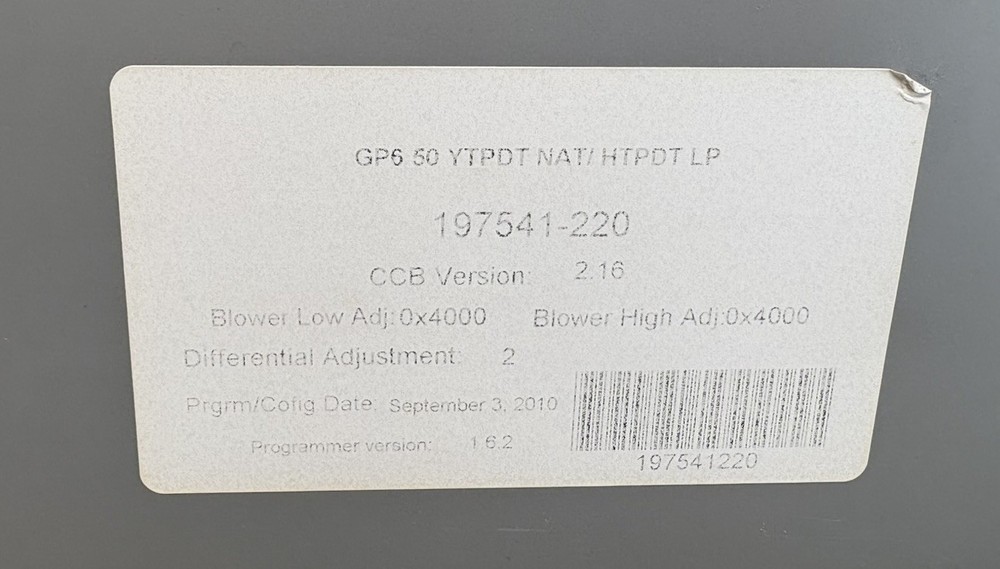 GP6 50 YTPDT NAT/ HTPDT LP
197541-220
CCB Version: 2.16
Blower Low Adj:0x4000 Blower High Adj:0x4000
Differential Adjustment: 2
Prgrm/Cofig Date: September 3, 2010
Programmer version: 1.6.2
197541220